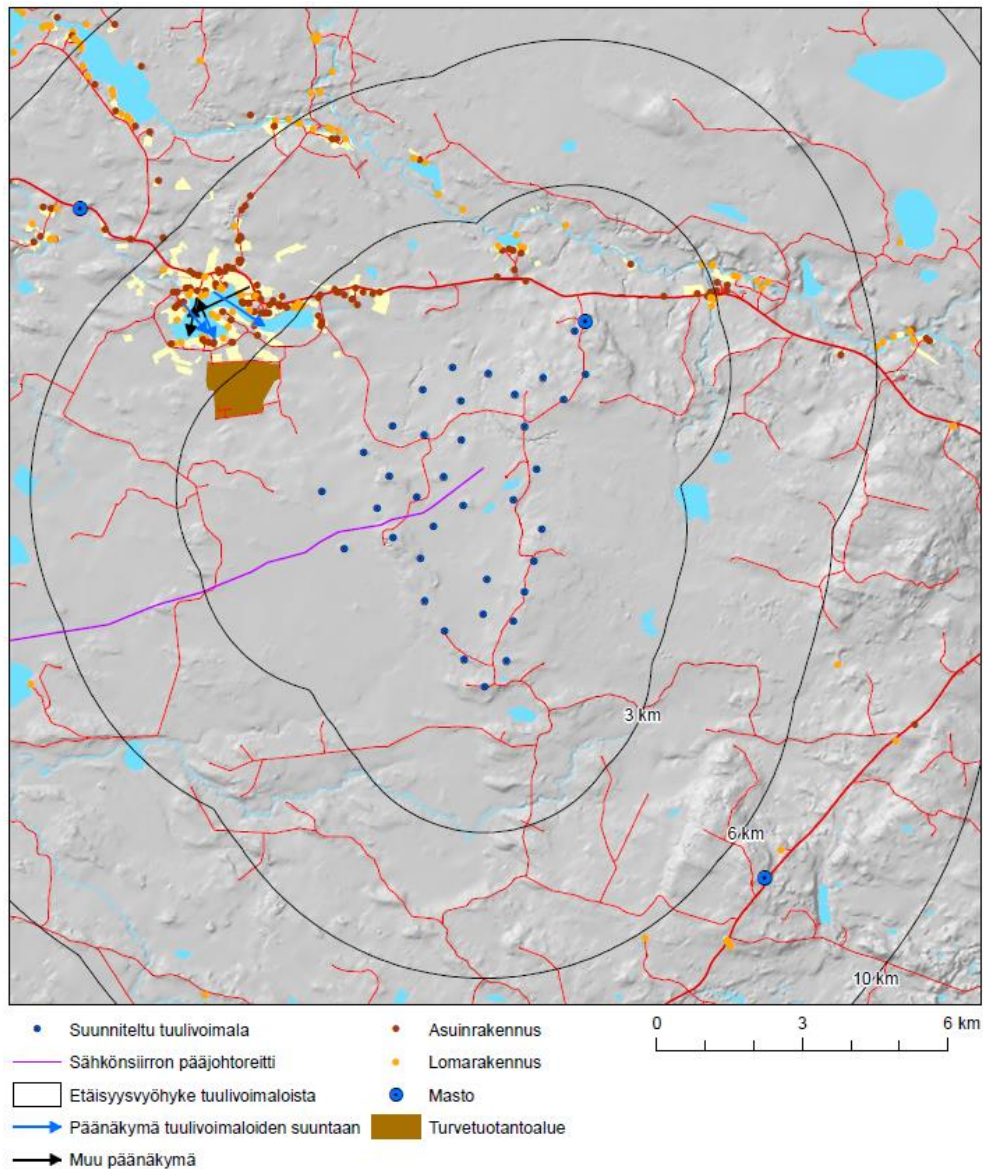 3 km
6 km
10 km
Suunniteltu tuulivoimala
Sähkönsiirron pääjohtoreitti
Etäisyysvyöhyke tuulivoimaloista
Päänäkymä tuulivoimaloiden suuntaan
Muu päänäkymä
Asuinrakennus
Lomarakennus
Masto
Turvetuotantoalue
0 3 6 km